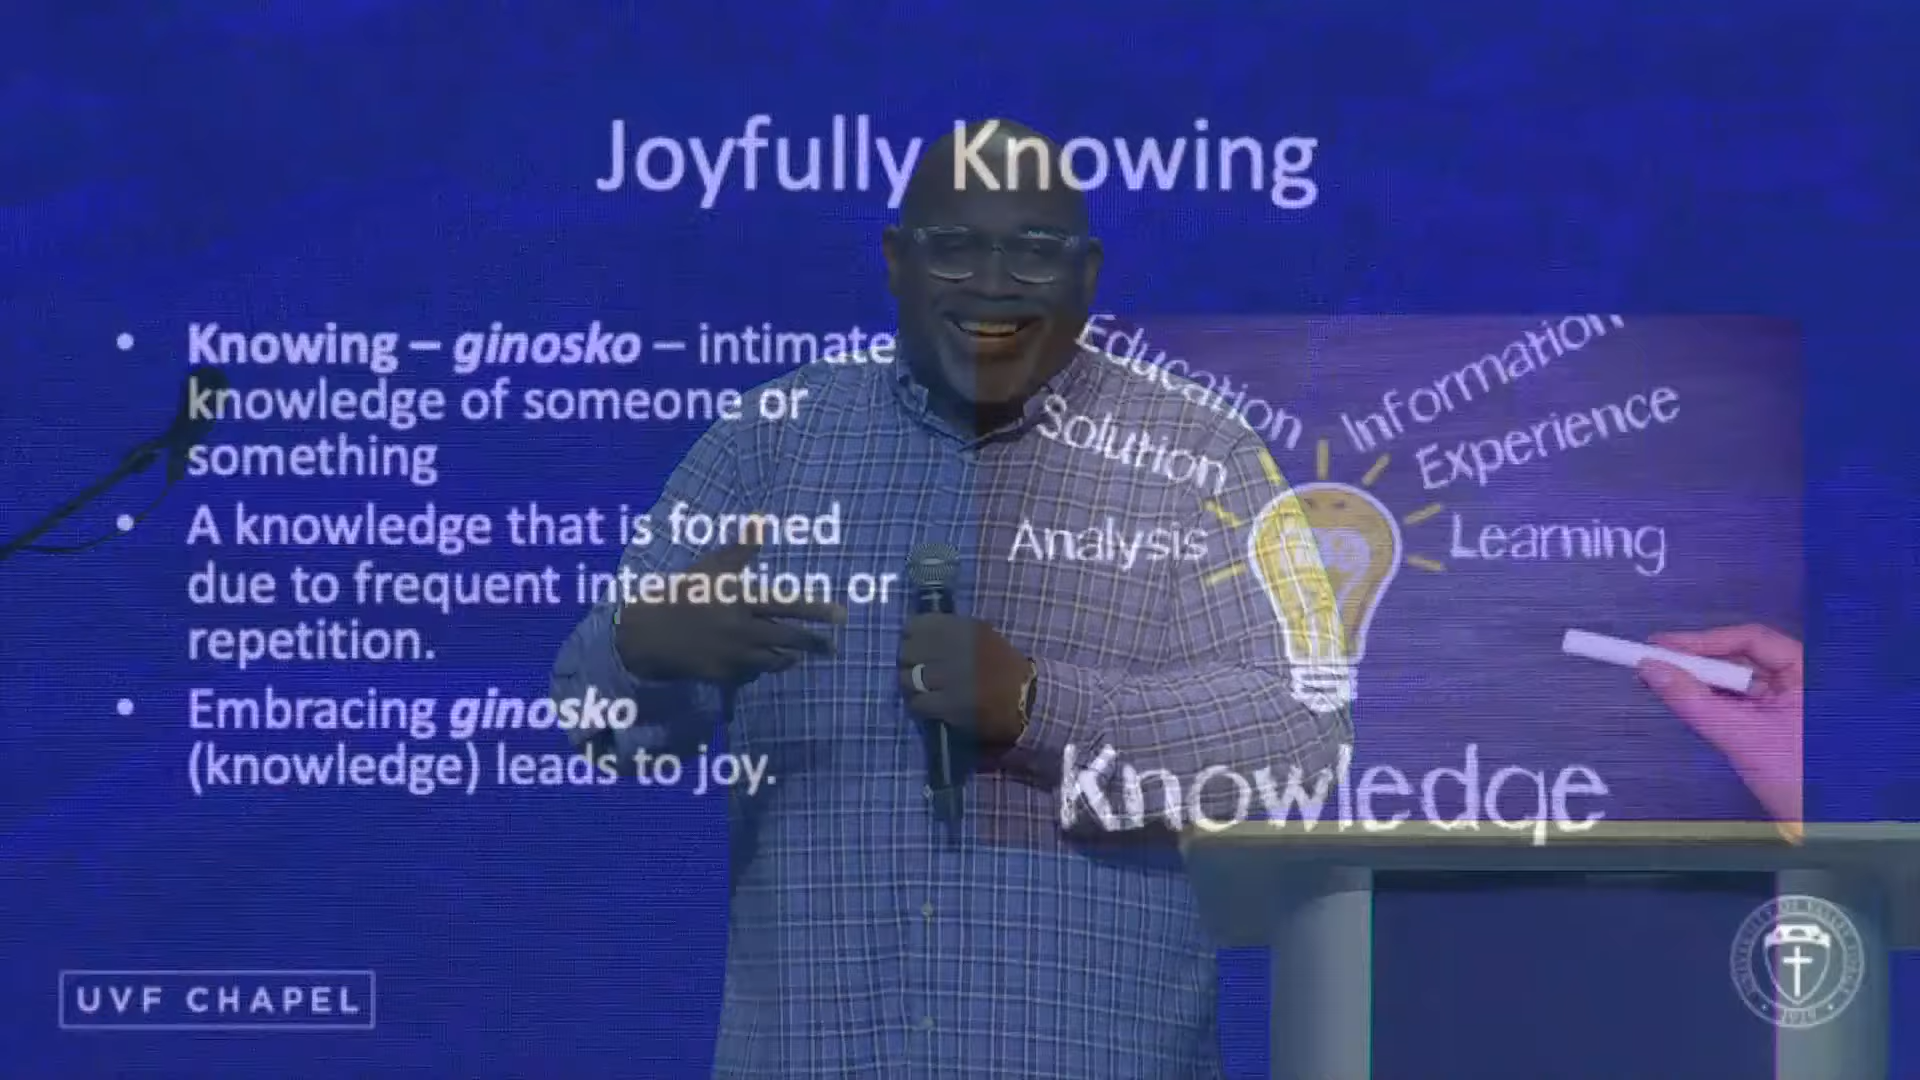 Joyfully Knowing
• Knowing – ginosko – intimate
knowledge of someone or
something
• A knowledge that is formed
due to frequent interaction or
repetition.
• Embracing ginosko
(knowledge) leads to joy.
Education
Information
Solution
Experience
Analysis
Learning
Knowledge
UVF CHAPEL